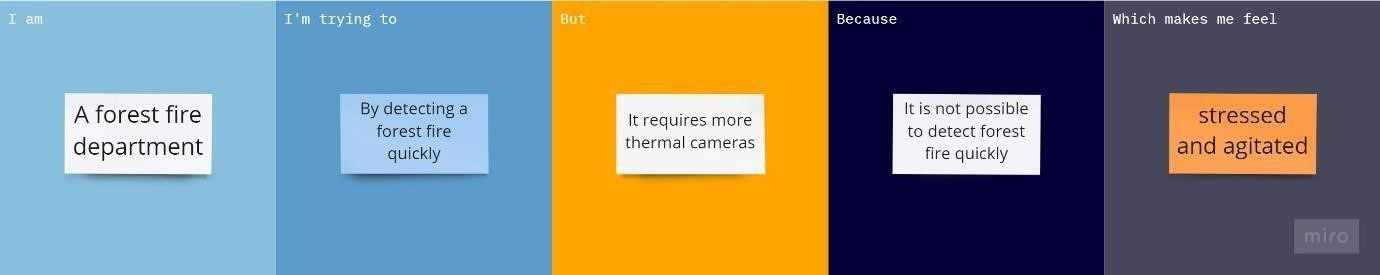 I am
A forest fire
department
I'm trying to
By detecting a
forest fire
quickly
But
It requires more
thermal cameras
Because
It is not possible
to detect forest
fire quickly
Which makes me feel
stressed
and agitated
miro